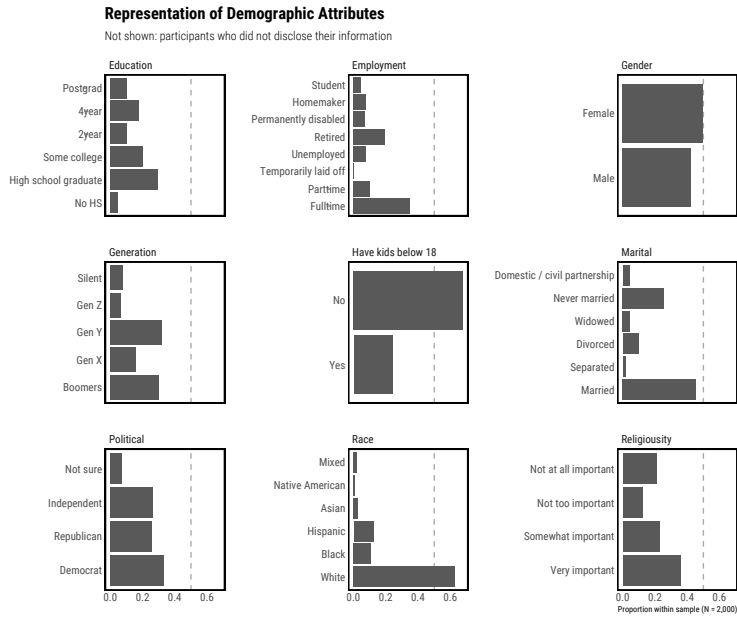 Representation of Demographic Attributes
Not shown: participants who did not disclose their information
Education
Postgrad
4year
2year
Some college
High school graduate
No HS
Employment
Student
Homemaker
Permanently disabled
Retired
Unemployed
Temporarily laid off
Parttime
Fulltime
Gender
Female
Male
Generation
Silent
Gen Z
Gen Y
Gen X
Boomers
Have kids below 18
No
Yes
Marital
Domestic / civil partnership
Never married
Widowed
Divorced
Separated
Married
Political
Not sure
Independent
Republican
Democrat
0.0 0.2 0.4 0.6
Race
Mixed
Native American
Asian
Hispanic
Black
White
0.0 0.2 0.4 0.6
Religiousity
Not at all important
Not too important
Somewhat important
Very important
0.0 0.2 0.4 0.6
Proportion within sample (N = 2,000)